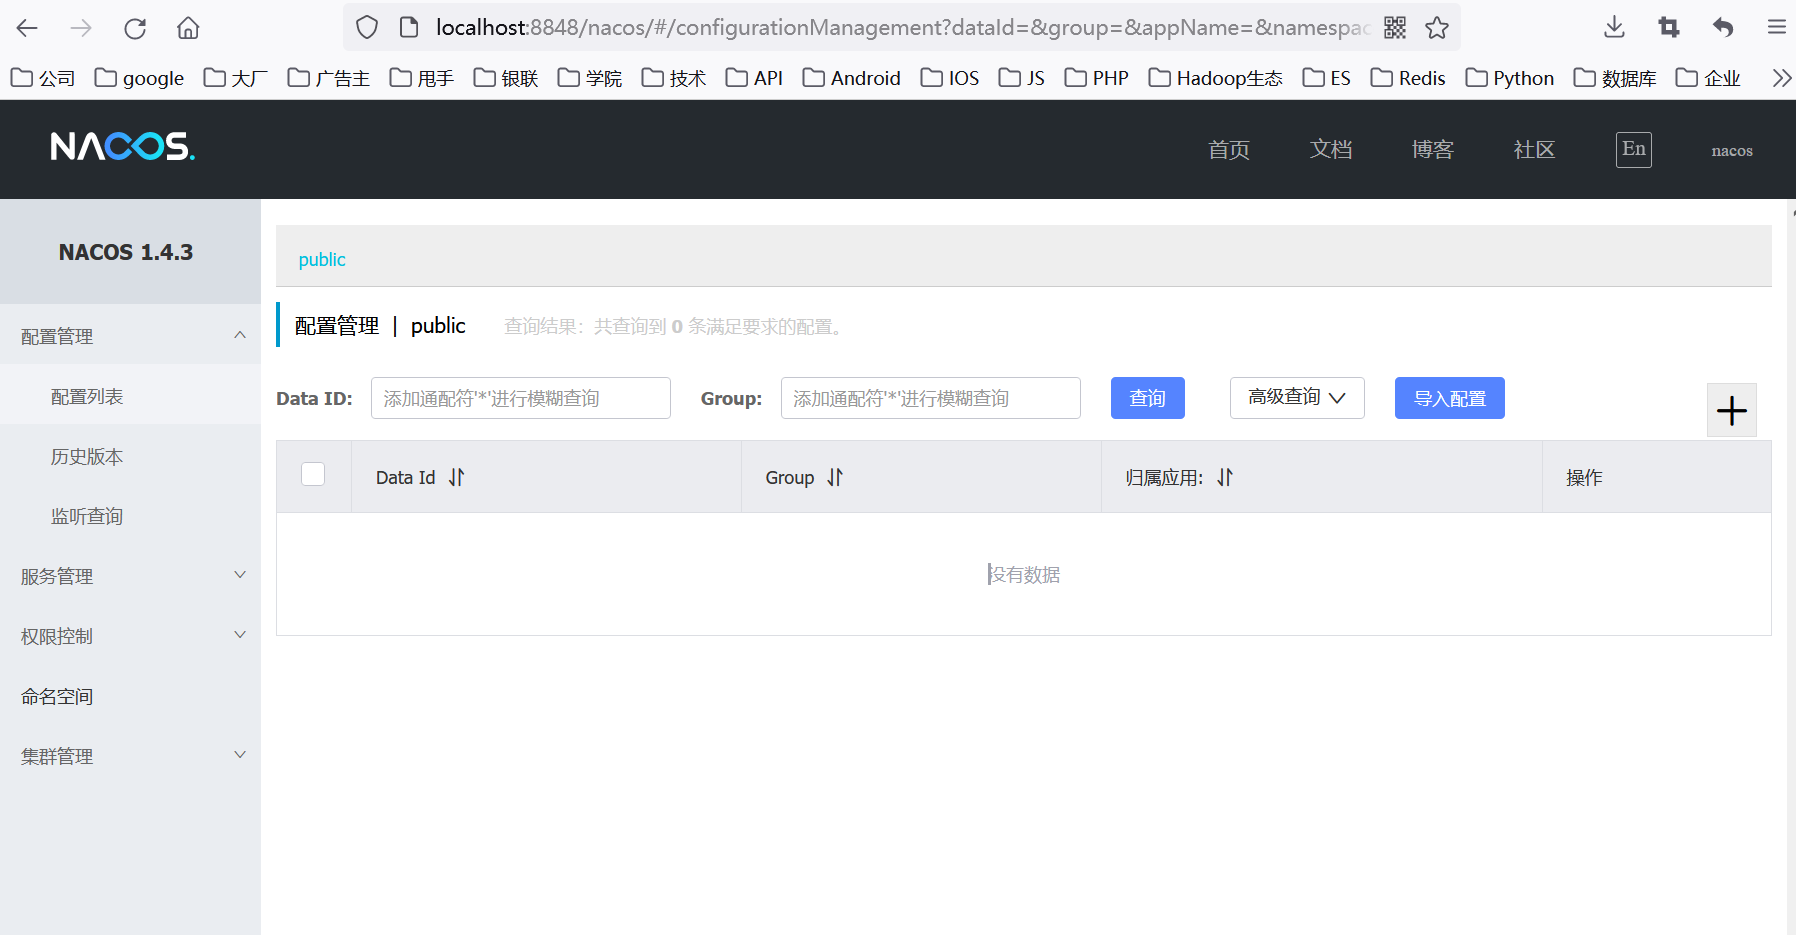 localhost:8848/nacos/#/configurationManagement?dataId=&group=&appName=&namespac
公司 google 大厂 广告主 甩手 银联 学院 技术 API Android IOS JS PHP Hadoop生态 ES Redis Python 数据库 企业
NACOS. 首页 文档 博客 社区 En nacos
NACOS 1.4.3
public
配置管理
配置管理 | public 查询结果：共查询到 0 条满足要求的配置。
配置列表
Data ID: 添加通配符'*'进行模糊查询 Group: 添加通配符'*'进行模糊查询 查询 高级查询 导入配置
历史版本
Data Id Group 归属应用: 操作
监听查询
服务管理
没有数据
权限控制
命名空间
集群管理